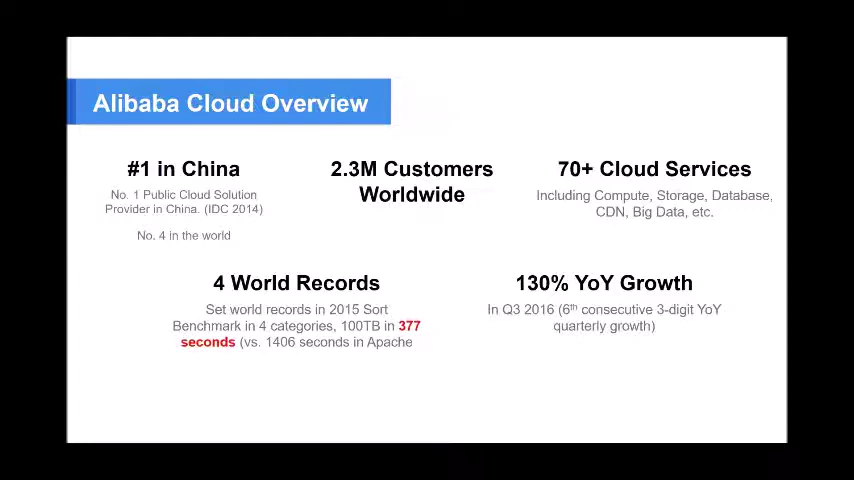 Alibaba Cloud Overview
#1 in China
No. 1 Public Cloud Solution
Provider in China. (IDC 2014)
No. 4 in the world
2.3M Customers
Worldwide
70+ Cloud Services
Including Compute, Storage, Database,
CDN, Big Data, etc.
4 World Records
Set world records in 2015 Sort
Benchmark in 4 categories, 100TB in 377
seconds (vs. 1406 seconds in Apache
130% YoY Growth
In Q3 2016 (6th consecutive 3-digit YoY
quarterly growth)